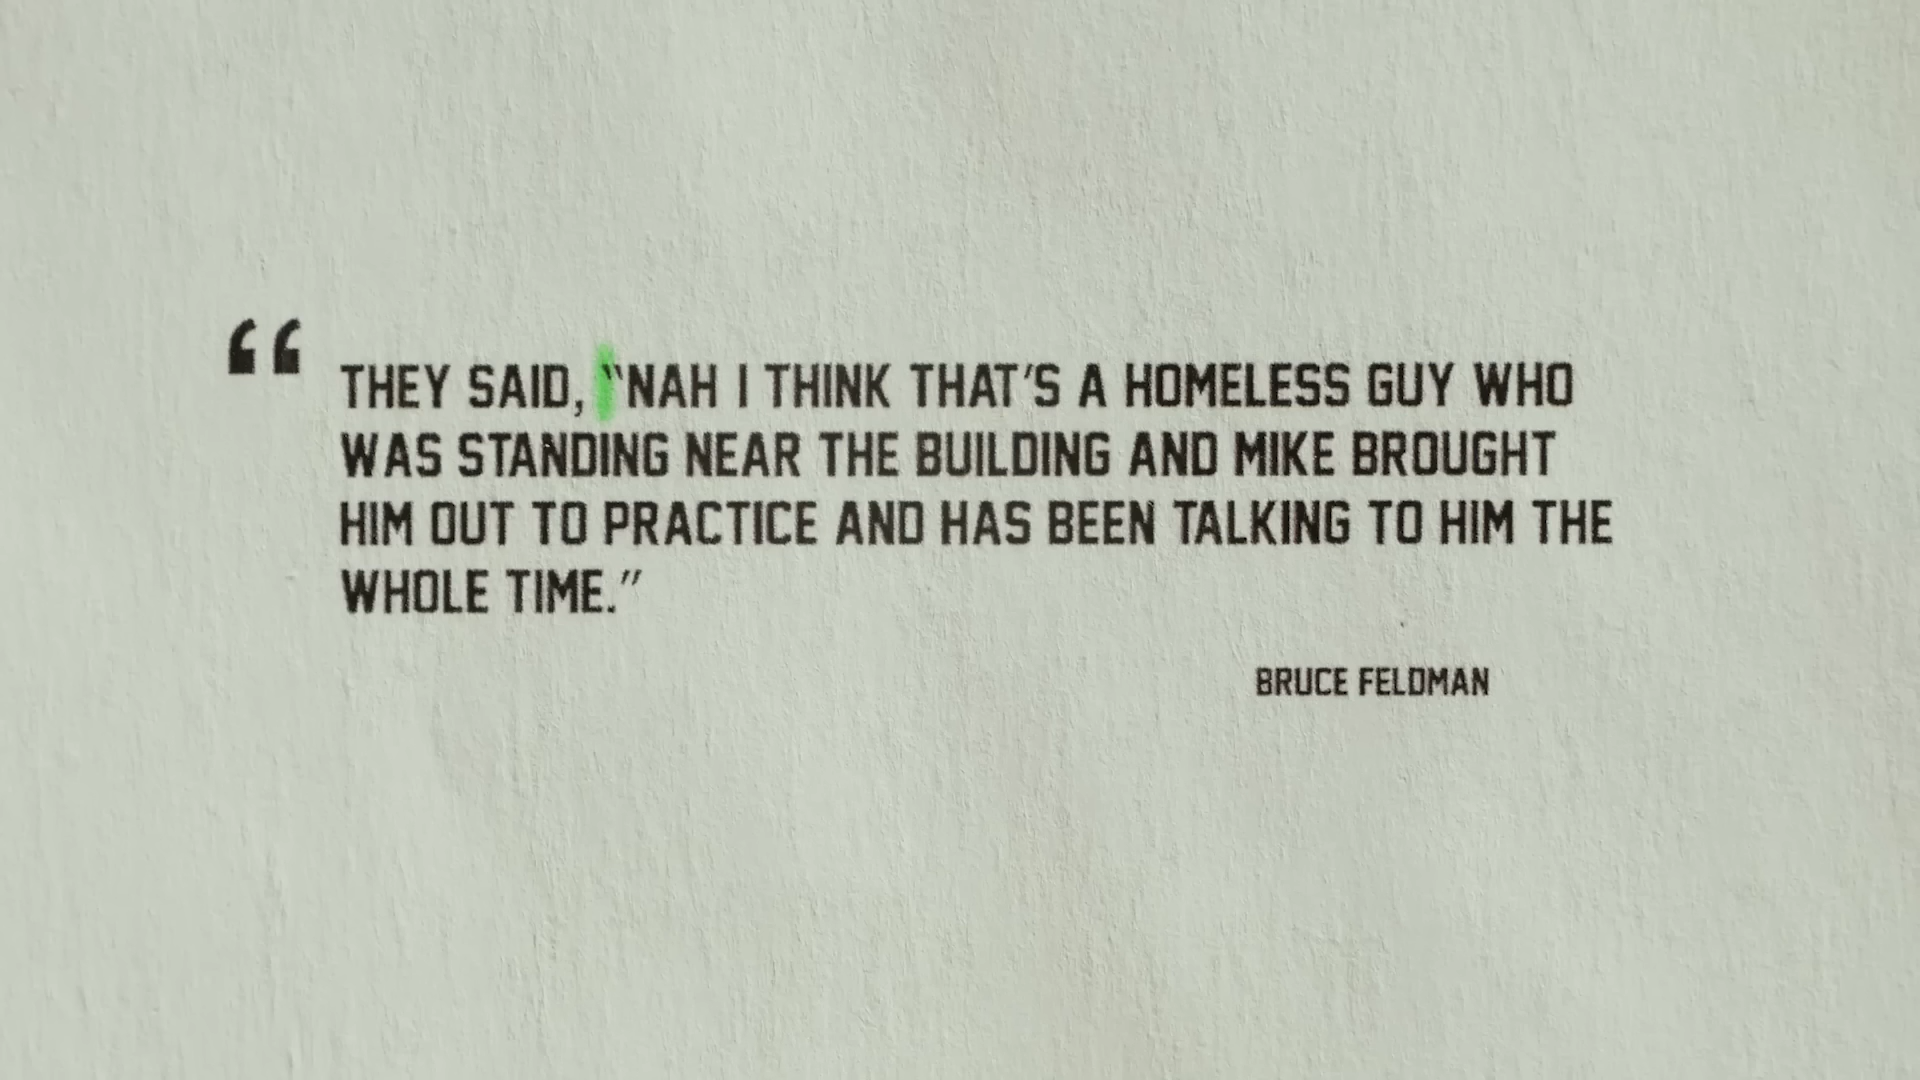 “ THEY SAID, “NAH I THINK THAT'S A HOMELESS GUY WHO
WAS STANDING NEAR THE BUILDING AND MIKE BROUGHT
HIM OUT TO PRACTICE AND HAS BEEN TALKING TO HIM THE
WHOLE TIME.”
BRUCE FELDMAN